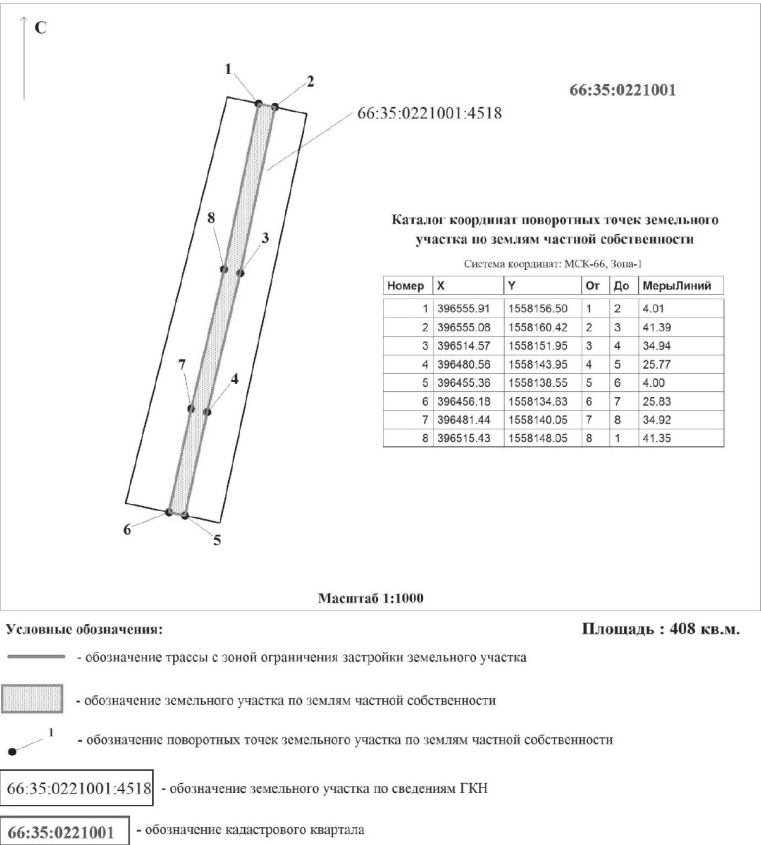 С
1
2
66:35:0221001
66:35:0221001:4518
8
3
Каталог координат поворотных точек земельного
участка по землям частной собственности
Система координат: МСК-66, Зона-1
Номер X Y От До МерыЛиний
1 396555.91 1558156.50 1 2 4.01
2 396555.08 1558160.42 2 3 41.39
3 396514.57 1558151.95 3 4 34.94
4 396480.56 1558143.95 4 5 25.77
5 396455.36 1558138.55 5 6 4.00
6 396456.18 1558134.63 6 7 25.83
7 396481.44 1558140.05 7 8 34.92
8 396515.43 1558148.05 8 1 41.35
7
4
6
5
Масштаб 1:1000
Условные обозначения:
Площадь : 408 кв.м.
- обозначение трассы с зоной ограничения застройки земельного участка
- обозначение земельного участка по землям частной собственности
1
- обозначение поворотных точек земельного участка по землям частной собственности
66:35:0221001:4518 - обозначение земельного участка по сведениям ГКН
66:35:0221001 - обозначение кадастрового квартала